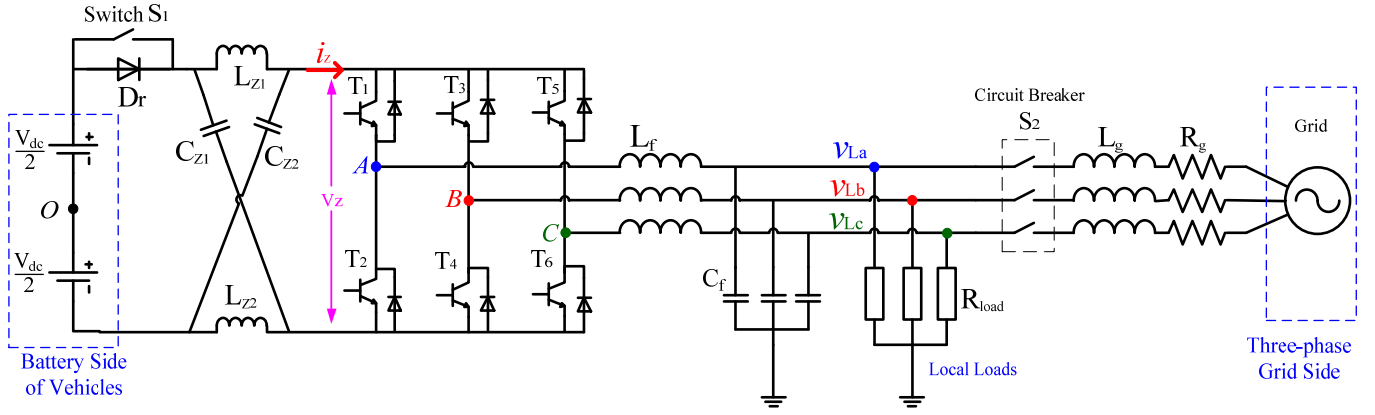 Switch S1
Dr
LZ1
iz
CZ1
CZ2
LZ2
Vdc
2
+
-
O
Vdc
2
+
-
Battery Side
of Vehicles
vz
T1
T3
T5
A
B
C
T2
T4
T6
Lf
Cf
vLa
vLb
vLc
Rload
Local Loads
Circuit Breaker
S2
Lg
Rg
Grid
Three-phase
Grid Side